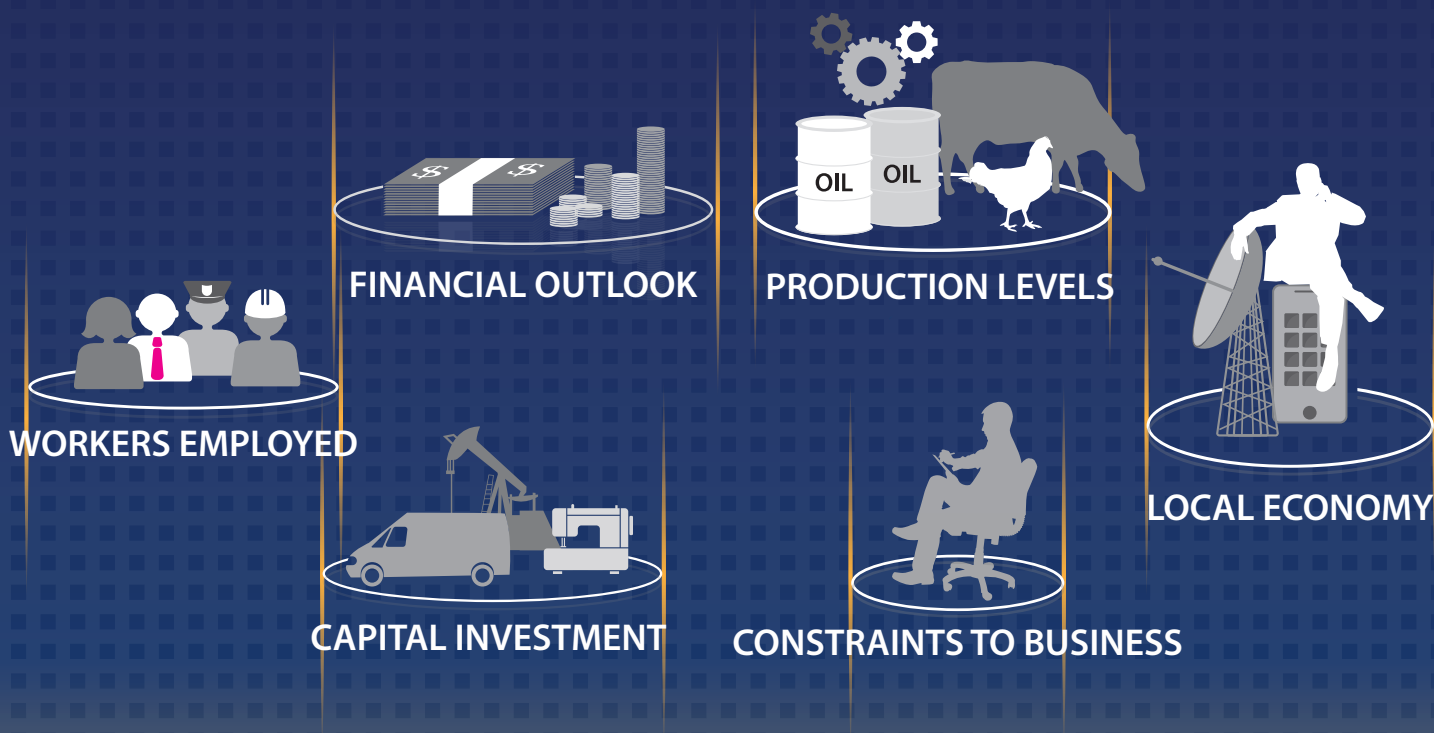 $ $
OIL
OIL
FINANCIAL OUTLOOK
PRODUCTION LEVELS
WORKERS EMPLOYED
LOCAL ECONOMY
CAPITAL INVESTMENT
CONSTRAINTS TO BUSINESS